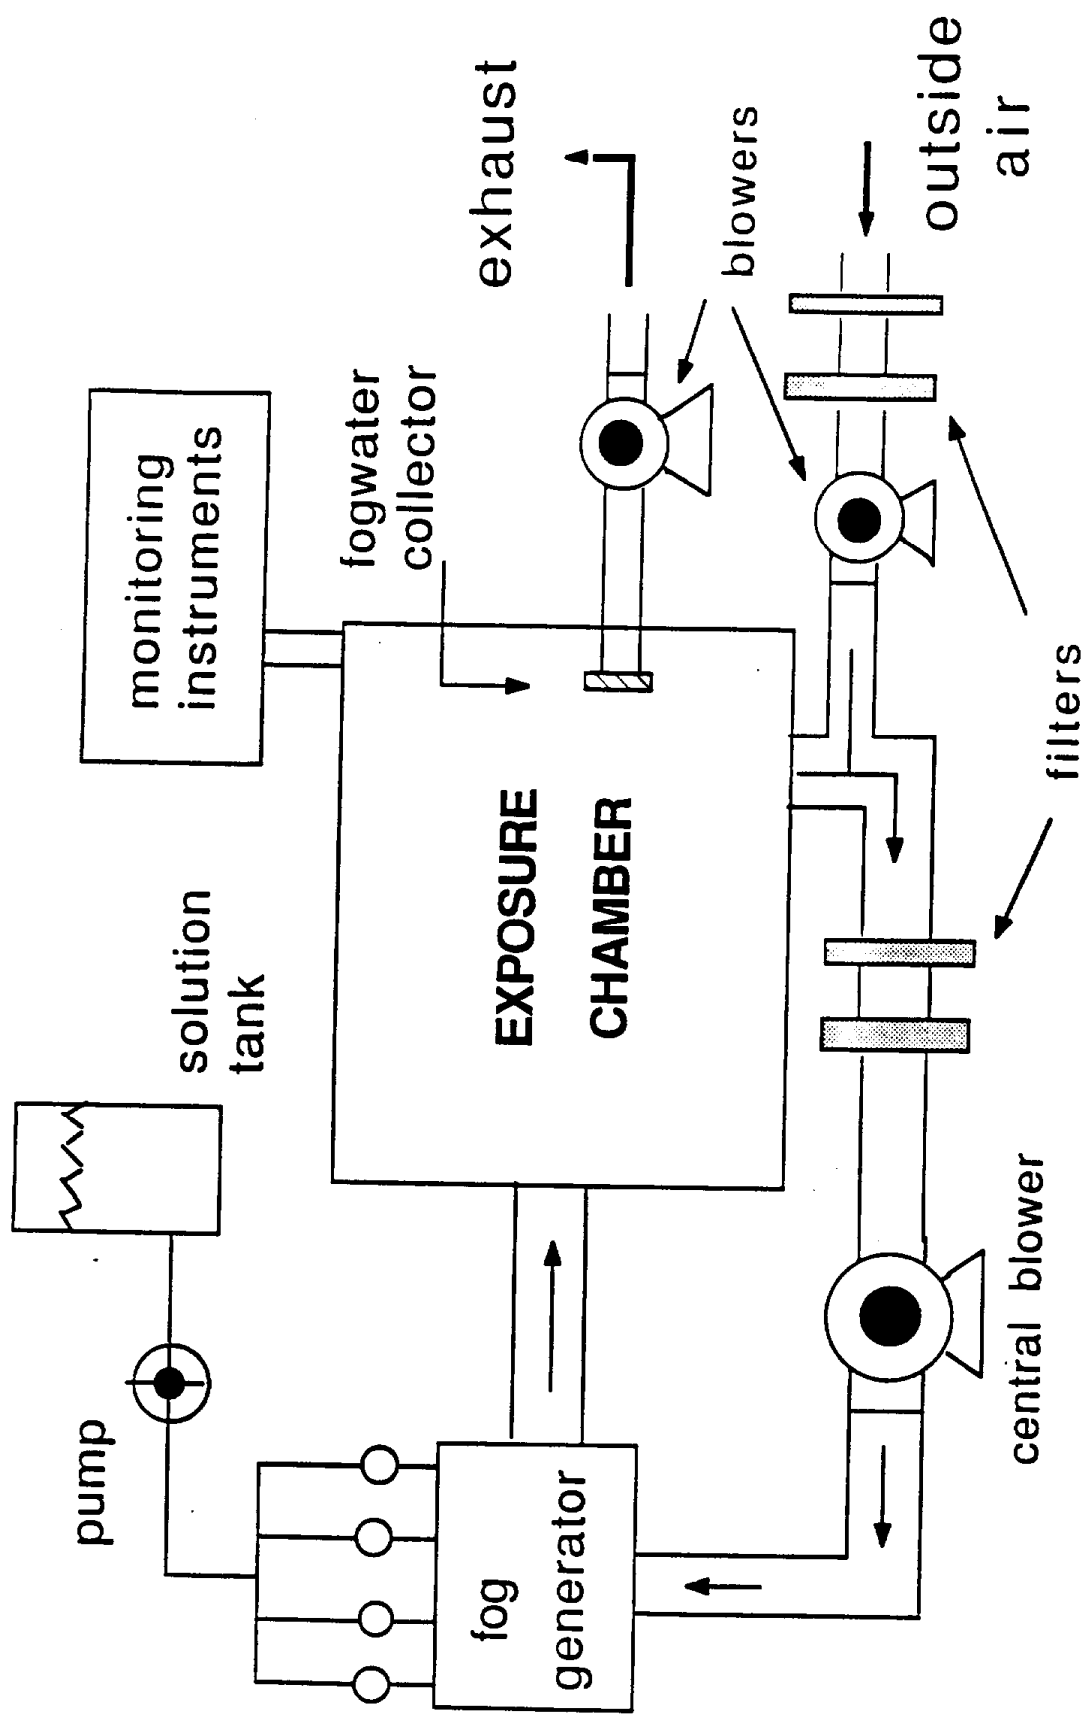 monitoring
instruments
solution
tank
pump
fogwater
collector
exhaust
EXPOSURE
CHAMBER
fog
generator
blowers
outside
air
filters
central blower